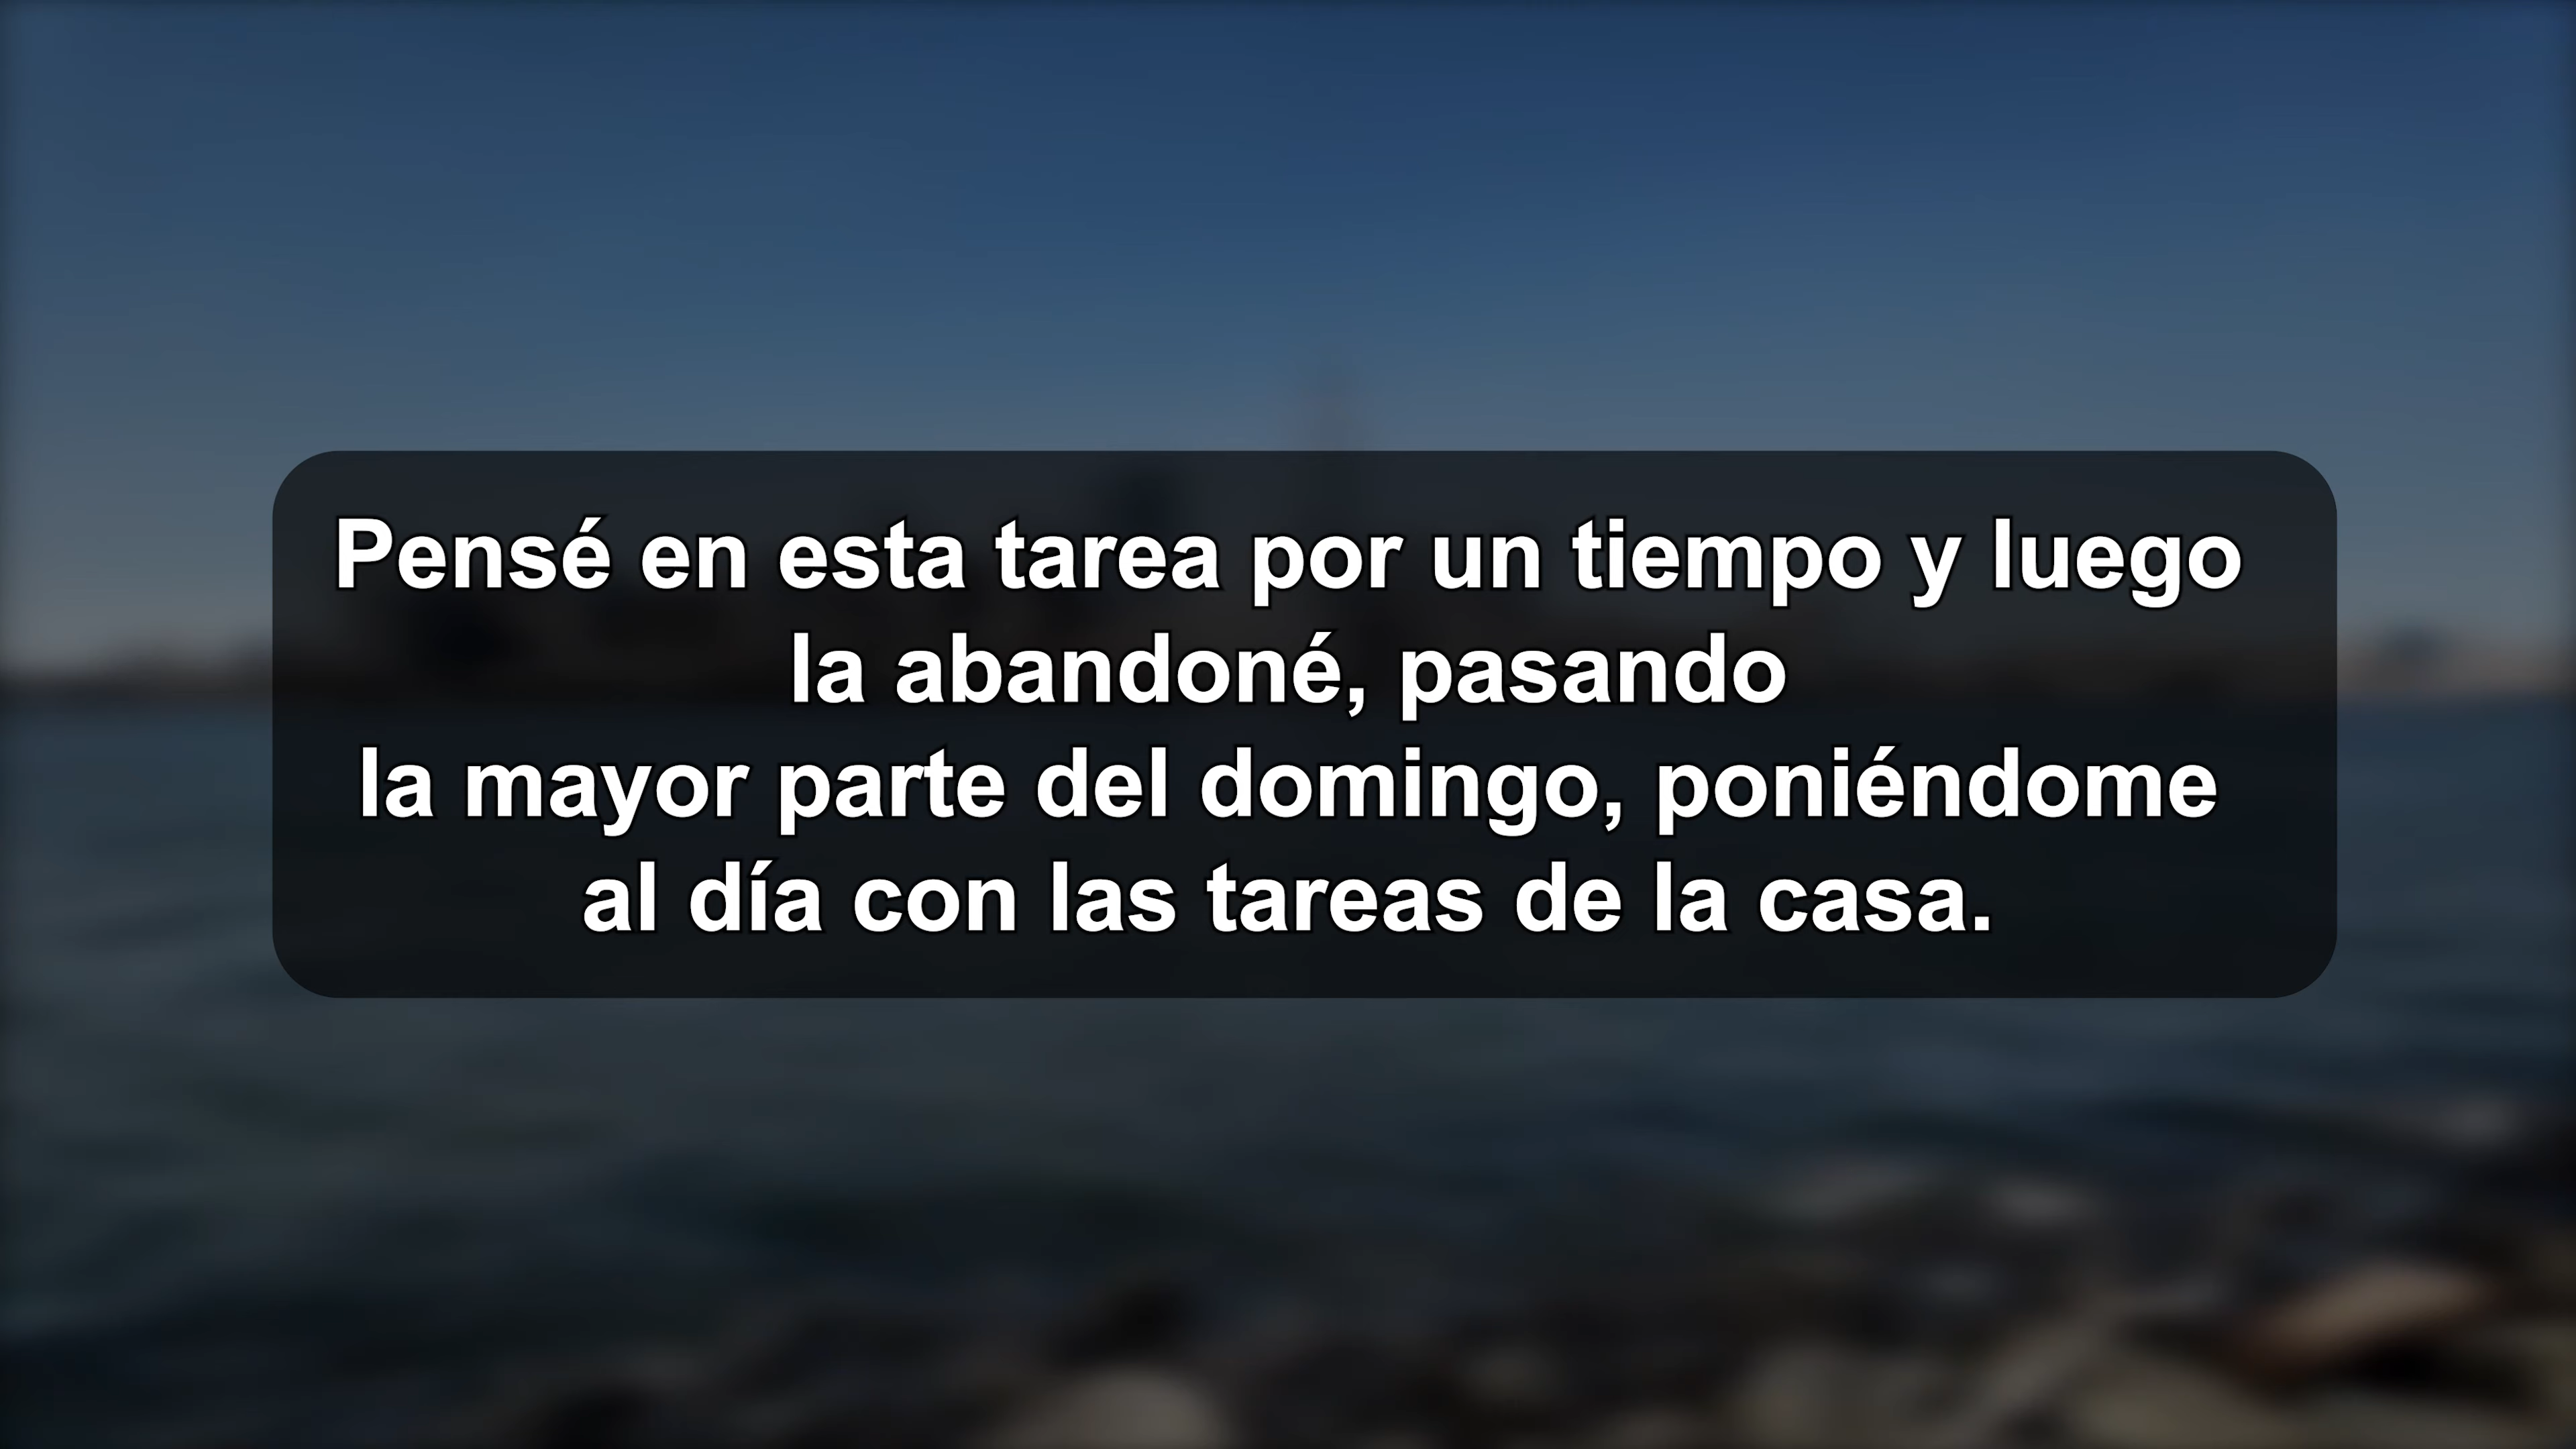 Pensé en esta tarea por un tiempo y luego
la abandoné, pasando
la mayor parte del domingo, poniéndome
al día con las tareas de la casa.